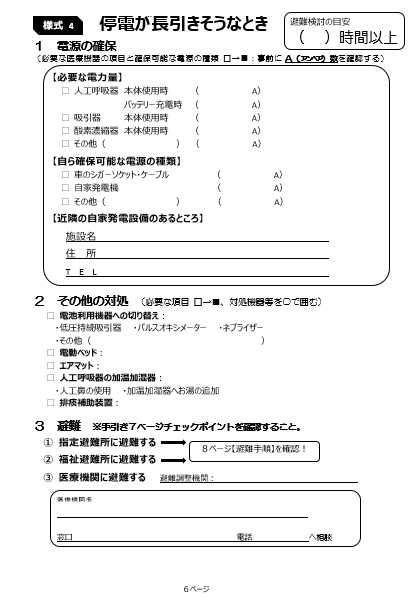 様式 4
停電が長引きそうなとき
避難検討の目安
（　）時間以上
1 電源の確保
（必要な医療機器の項目と確保可能な電源の種類 □→■：事前にA（アンペア）数を確認する）
【必要な電力量】
□ 人工呼吸器 本体使用時 （　A）
バッテリー充電時 （　A）
□ 吸引器 本体使用時 （　A）
□ 酸素濃縮器 本体使用時 （　A）
□ その他（　） （　A）
【自ら確保可能な電源の種類】
□ 車のシガーソケット・ケーブル （　A）
□ 自家発電機 （　A）
□ その他（　） （　A）
【近隣の自家発電設備のあるところ】
施設名
住　所
ＴＥＬ
2 その他の対処 （必要な項目 □→■、対処機器等を○で囲む）
□ 電池利用機器への切り替え：
・低圧持続吸引器 ・パルスオキシメーター ・ネブライザー
・その他（　）
□ 電動ベッド：
□ エアマット：
□ 人工呼吸器の加温加湿器：
・人工鼻の使用 ・加温加湿器へお湯の追加
□ 排痰補助装置：
3 避難 ※手引き7ページチェックポイントを確認すること。
① 指定避難所に避難する
② 福祉避難所に避難する
8ページ【避難手順】を確認！
③ 医療機関に避難する 避難調整機関：
医療機関名
窓口 電話 へ相談
6ページ